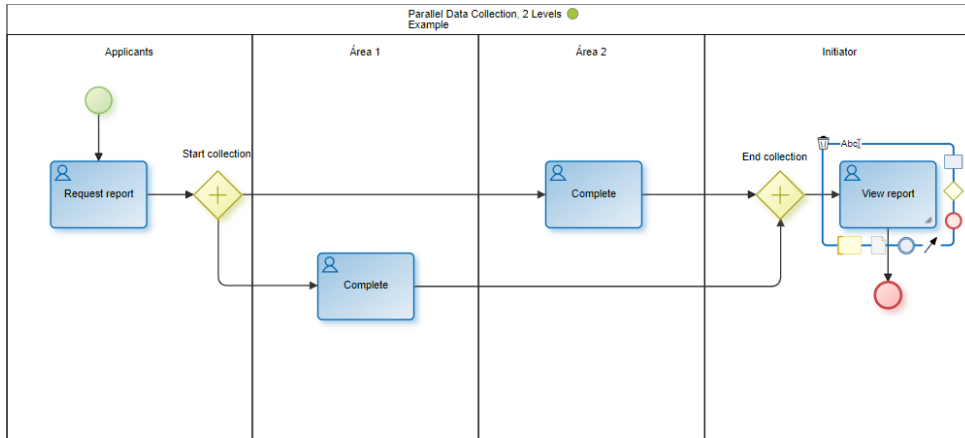 Parallel Data Collection, 2 Levels
Example
Applicants
Área 1
Área 2
Initiator
Start collection
End collection
Abc
Request report
Complete
View report
Complete